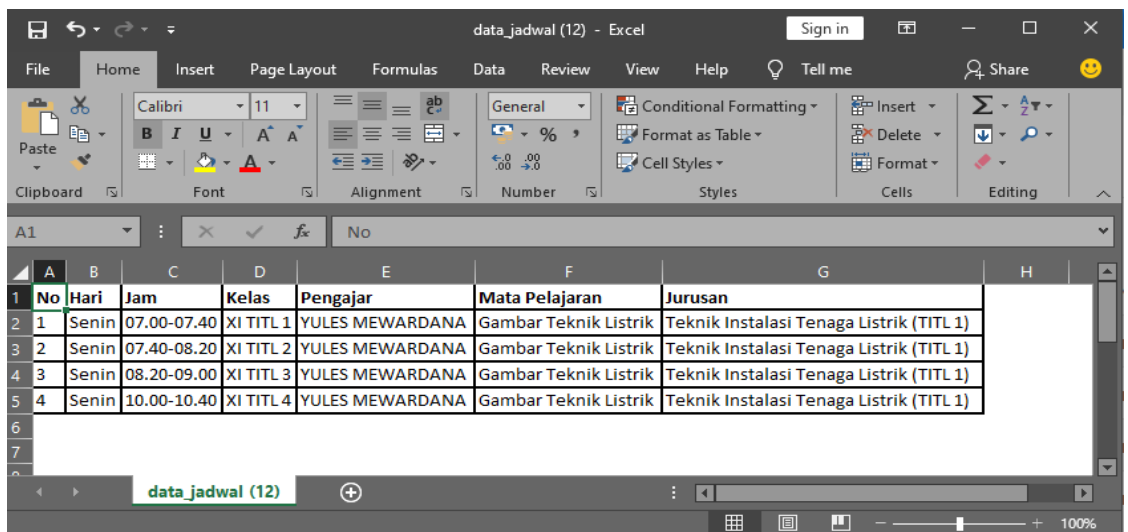 data_jadwal (12) - Excel Sign in
File Home Insert Page Layout Formulas Data Review View Help Tell me Share
Paste Calibri 11 ab c General Conditional Formatting Insert Σ A Z
B I U A A % , Format as Table Delete
A .00 .0 Cell Styles Format
Clipboard Font Alignment Number Styles Cells Editing
A1 fx No
A B C D E F G H
1 No Hari Jam Kelas Pengajar Mata Pelajaran Jurusan
2 1 Senin 07.00-07.40 XI TITL 1 YULES MEWARDANA Gambar Teknik Listrik Teknik Instalasi Tenaga Listrik (TITL 1)
3 2 Senin 07.40-08.20 XI TITL 2 YULES MEWARDANA Gambar Teknik Listrik Teknik Instalasi Tenaga Listrik (TITL 1)
4 3 Senin 08.20-09.00 XI TITL 3 YULES MEWARDANA Gambar Teknik Listrik Teknik Instalasi Tenaga Listrik (TITL 1)
5 4 Senin 10.00-10.40 XI TITL 4 YULES MEWARDANA Gambar Teknik Listrik Teknik Instalasi Tenaga Listrik (TITL 1)
6
7
data_jadwal (12)
100%